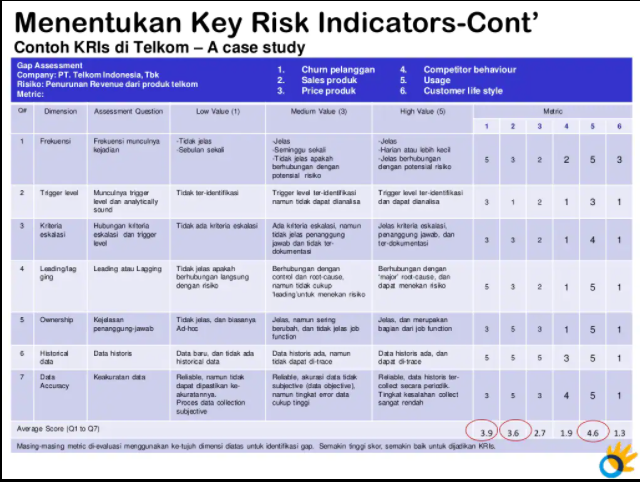 Menentukan Key Risk Indicators-Cont’
Contoh KRIs di Telkom – A case study
Gap Assessment
Company: PT. Telkom Indonesia, Tbk
Risiko: Penurunan Revenue dari produk telkom
Metric:
1. Churn pelanggan
2. Sales produk
3. Price produk
4. Competitor behaviour
5. Usage
6. Customer life style
Q# Dimension Assessment Question Low Value (1) Medium Value (3) High Value (5) Metric
1 2 3 4 5 6
1 Frekuensi
Frekuensi munculnya
kejadian
-Tidak jelas
-Sebulan sekali
-Jelas
-Seminggu sekali
-Tidak jelas apakah
berhubungan dengan
potensial risiko
-Jelas
-Harian atau lebih kecil
-Jelas berhubungan
dengan potensial risiko
5 3 2 2 5 3
2 Trigger level
Munculnya trigger
level dan analytically
sound
Tidak ter-identifikasi
Trigger level ter-identifikasi
namun tidak dapat dianalisa
Trigger level ter-identifikasi
dan dapat dianalisa
3 1 2 1 3 1
3 Kriteria
eskalasi
Hubungan kriteria
eskalasi dan trigger
level
Tidak ada kriteria eskalasi
Ada kriteria eskalasi, namun
tidak jelas penanggung
jawab dan tidak ter-
dokumentasi
Jelas kriteria eskalasi,
penanggung jawab, dan
ter-dokumentasi
3 3 2 1 4 1
4 Leading/lag
ging
Leading atau Lagging
Tidak jelas apakah
berhubungan langsung
dengan risiko
Berhubungan dengan
control dan root-cause,
namun tidak cukup
'leading'untuk menekan risiko
Berhubungan dengan
'major' root-cause, dan
dapat menekan risiko
5 3 2 1 5 1
5 Ownership
Kejelasan
penanggung-jawab
Tidak jelas, dan biasanya
Ad-hoc
Jelas, namun sering
berubah, dan tidak jelas job
function
Jelas, dan merupakan
bagian dari job function
3 5 3 1 5 1
6 Historical
data
Data historis
Data baru, dan tidak ada
historical data
Data historis ada, namun
tidak dapat di-trace
Data historis ada, dan
dapat di-trace
5 5 5 3 5 1
7 Data
Accuracy
Keakuratan data
Reliable, namun tidak
dapat dipastikan ke-
akuratannya.
Proces data collection
subjective
Reliable, akurasi data tidak
subjective (data objective),
namun tingkat error data
cukup tinggi
Reliable, data historis ter-
collect secara periodik.
Tingkat kesalahan collect
sangat rendah
3 5 3 4 5 1
Average Score (Q1 to Q7) 3.9 3.6 2.7 1.9 4.6 1.3
Masing-masing metric di-evaluasi menggunakan ke-tujuh dimensi diatas untuk identifikasi gap. Semakin tinggi skor, semakin baik untuk dijadikan KRIs.